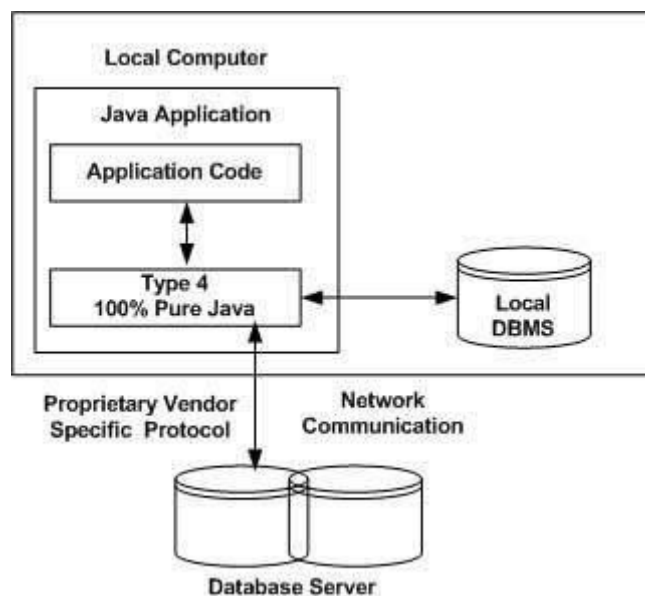 Local Computer
Java Application
Application Code
Type 4
100% Pure Java
Local
DBMS
Proprietary Vendor
Specific Protocol
Network
Communication
Database Server